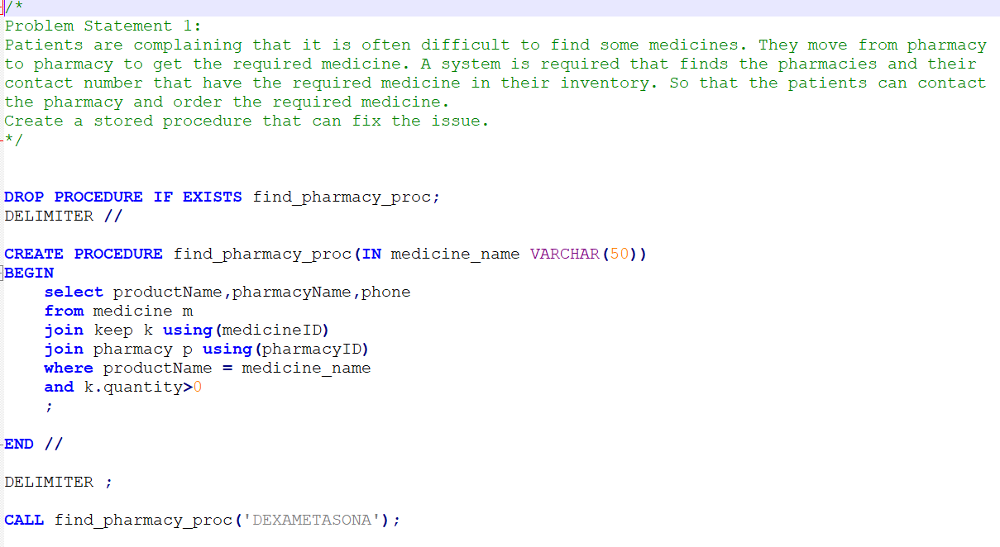 /*
Problem Statement 1:
Patients are complaining that it is often difficult to find some medicines. They move from pharmacy
to pharmacy to get the required medicine. A system is required that finds the pharmacies and their
contact number that have the required medicine in their inventory. So that the patients can contact
the pharmacy and order the required medicine.
Create a stored procedure that can fix the issue.
*/
DROP PROCEDURE IF EXISTS find_pharmacy_proc;
DELIMITER //
CREATE PROCEDURE find_pharmacy_proc(IN medicine_name VARCHAR(50))
BEGIN
    select productName,pharmacyName,phone
    from medicine m
    join keep k using(medicineID)
    join pharmacy p using(pharmacyID)
    where productName = medicine_name
    and k.quantity>0
    ;
END //
DELIMITER ;
CALL find_pharmacy_proc('DEXAMETASONA');